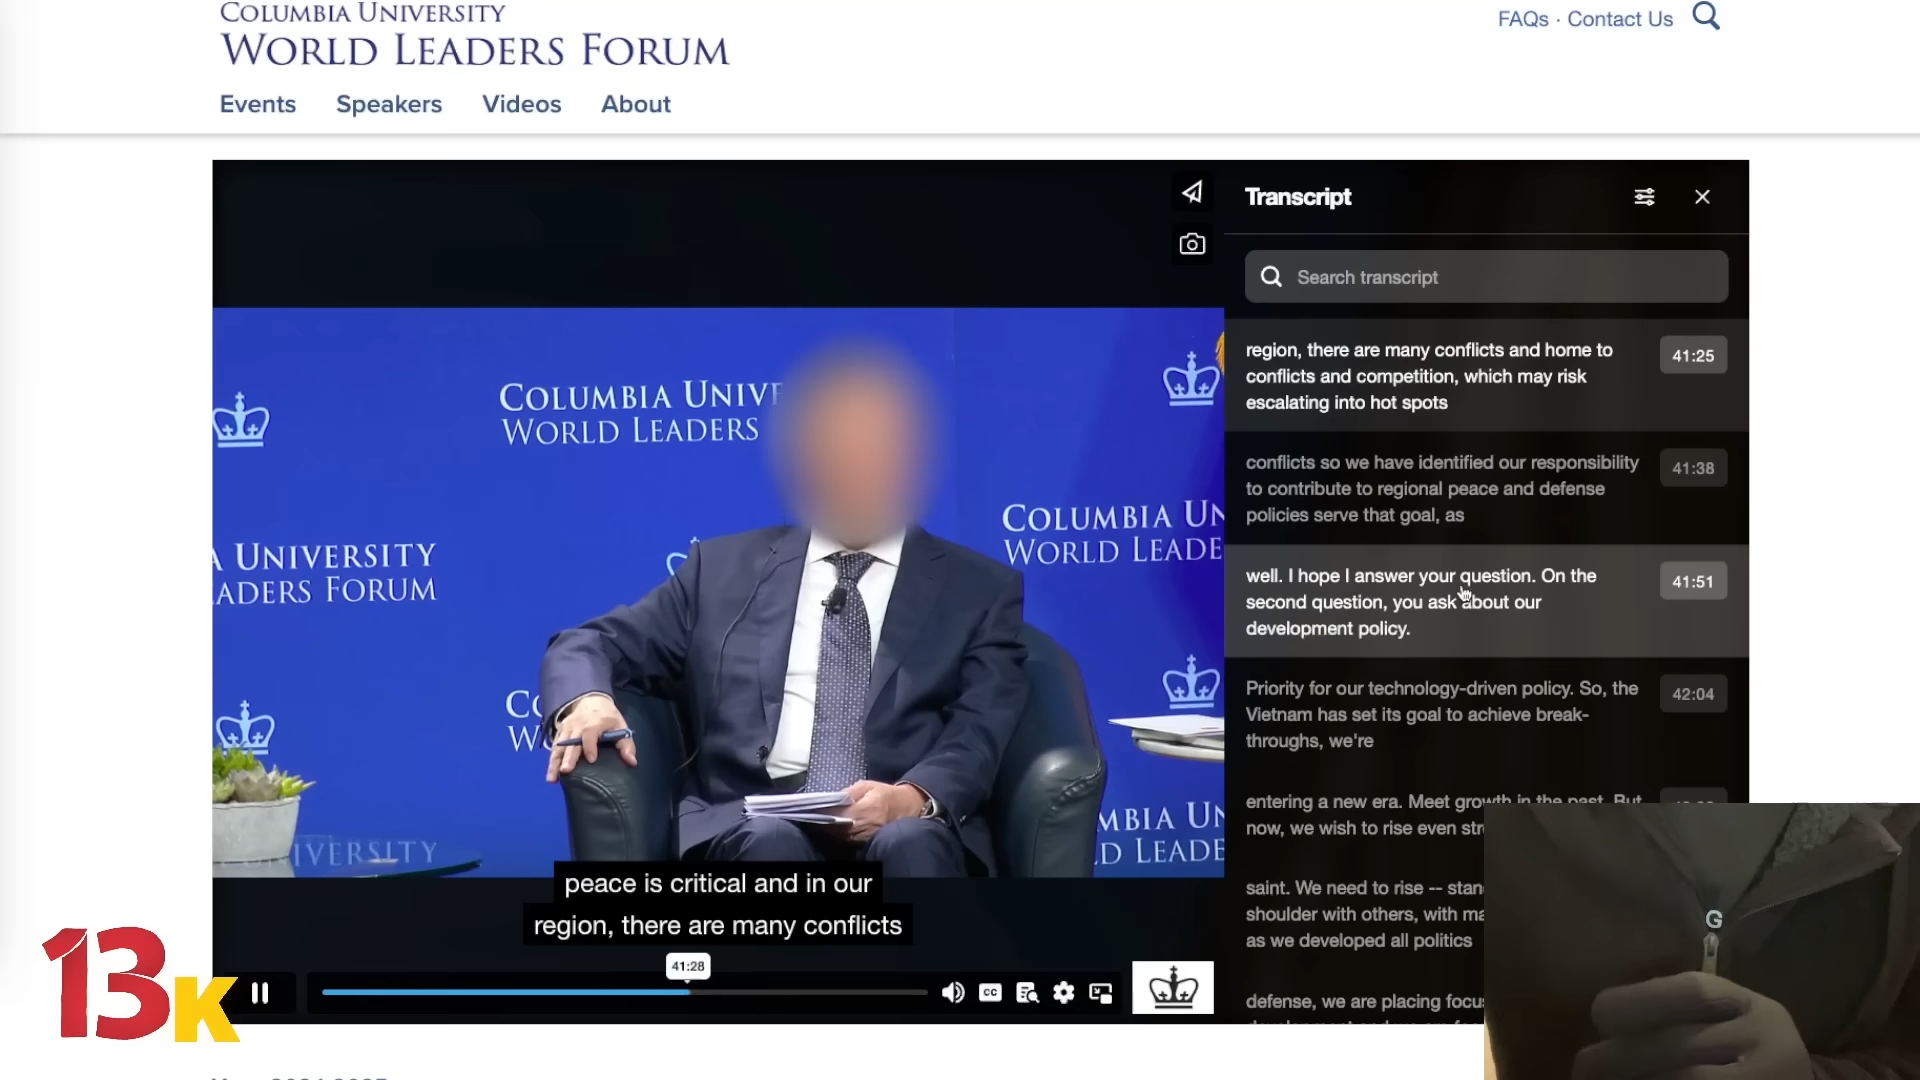 COLUMBIA UNIVERSITY
WORLD LEADERS FORUM
FAQs · Contact Us
Events
Speakers
Videos
About
Transcript
Search transcript
region, there are many conflicts and home to
conflicts and competition, which may risk
escalating into hot spots
41:25
conflicts so we have identified our responsibility
to contribute to regional peace and defense
policies serve that goal, as
41:38
well. I hope I answer your question. On the
second question, you ask about our
development policy.
41:51
Priority for our technology-driven policy. So, the
Vietnam has set its goal to achieve break-
throughs, we're
42:04
entering a new era. Meet growth in the past. But
now, we wish to rise even
saint. We need to rise --
shoulder with others, with
as we developed all politics
defense, we are placing
COLUMBIA
WORLD LEADERS
COLUMBIA
WORLD
UNIVERSITY
FORUM
UNIVERSITY
peace is critical and in our
region, there are many conflicts
41:28
CC
13K
G